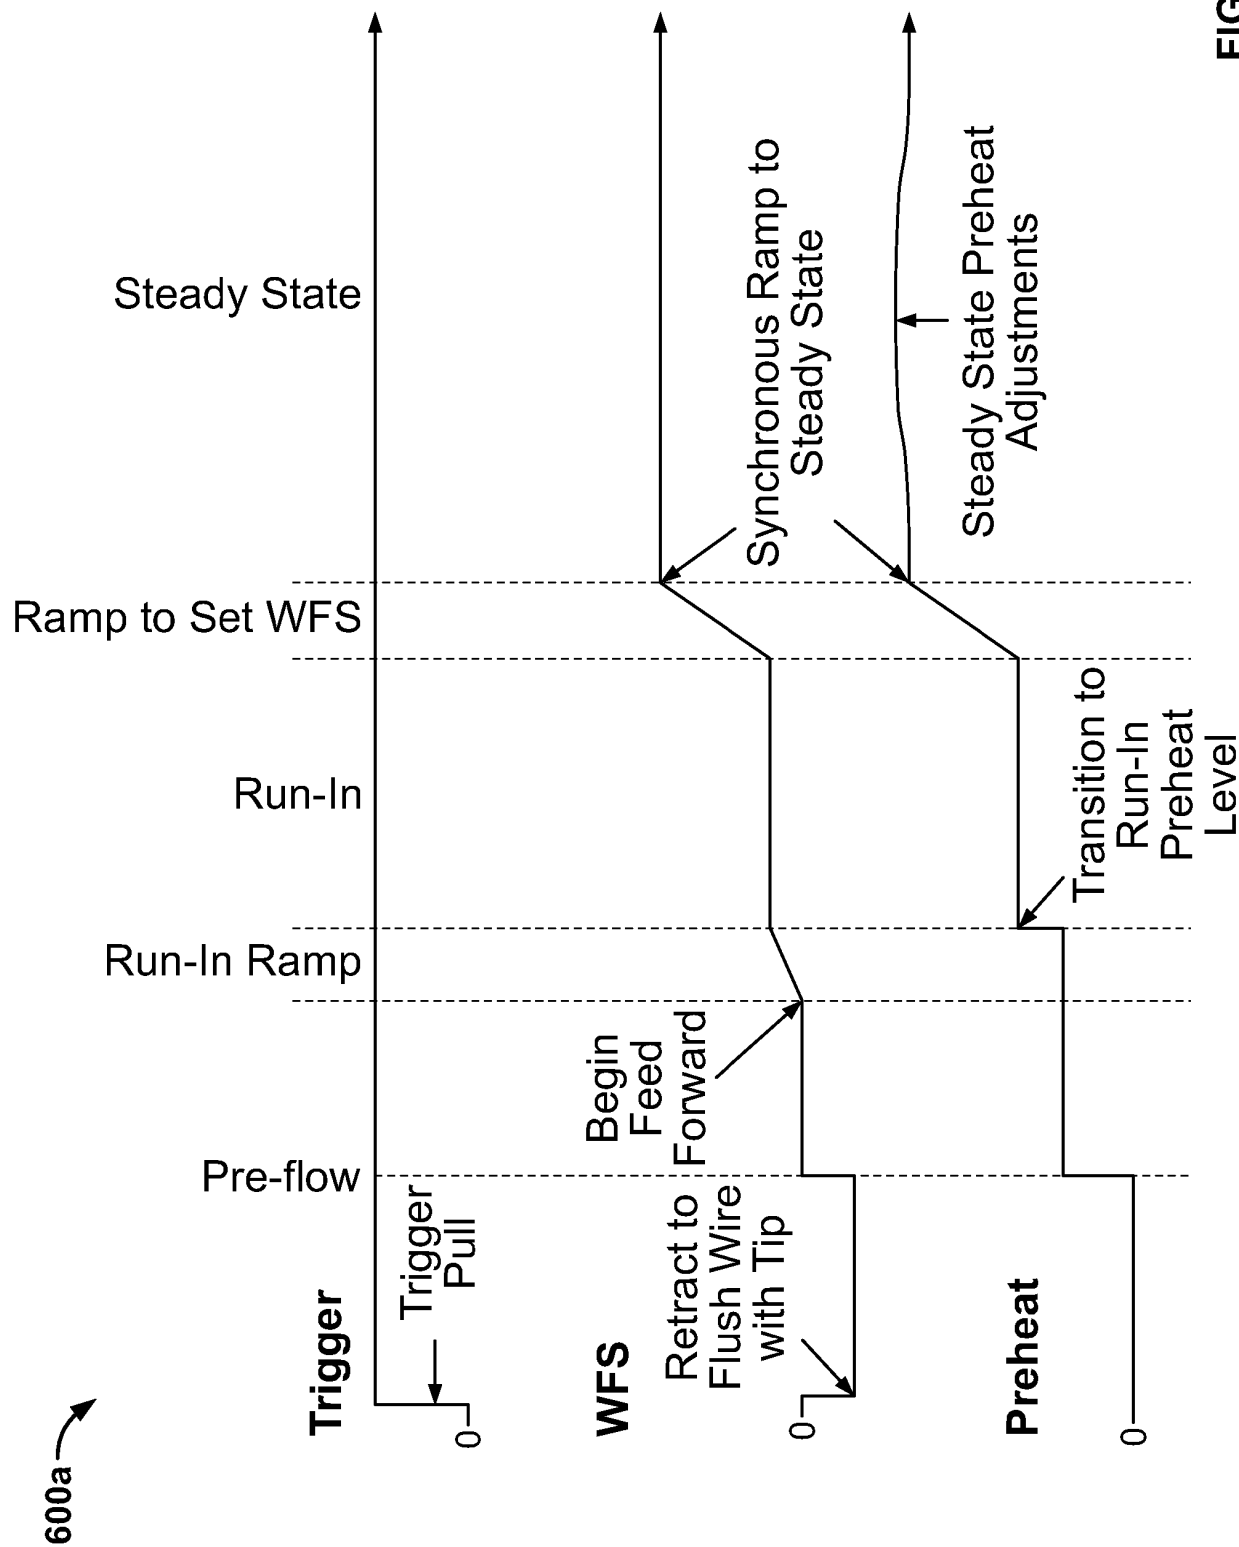 600a
Pre-flow
Run-In Ramp
Run-In
Ramp to Set WFS
Steady State
Trigger
0
Trigger
Pull
WFS
0
Retract to
Flush Wire
with Tip
Begin
Feed
Forward
Synchronous Ramp to
Steady State
Preheat
0
Transition to
Run-In
Preheat
Level
Steady State Preheat
Adjustments
FIG